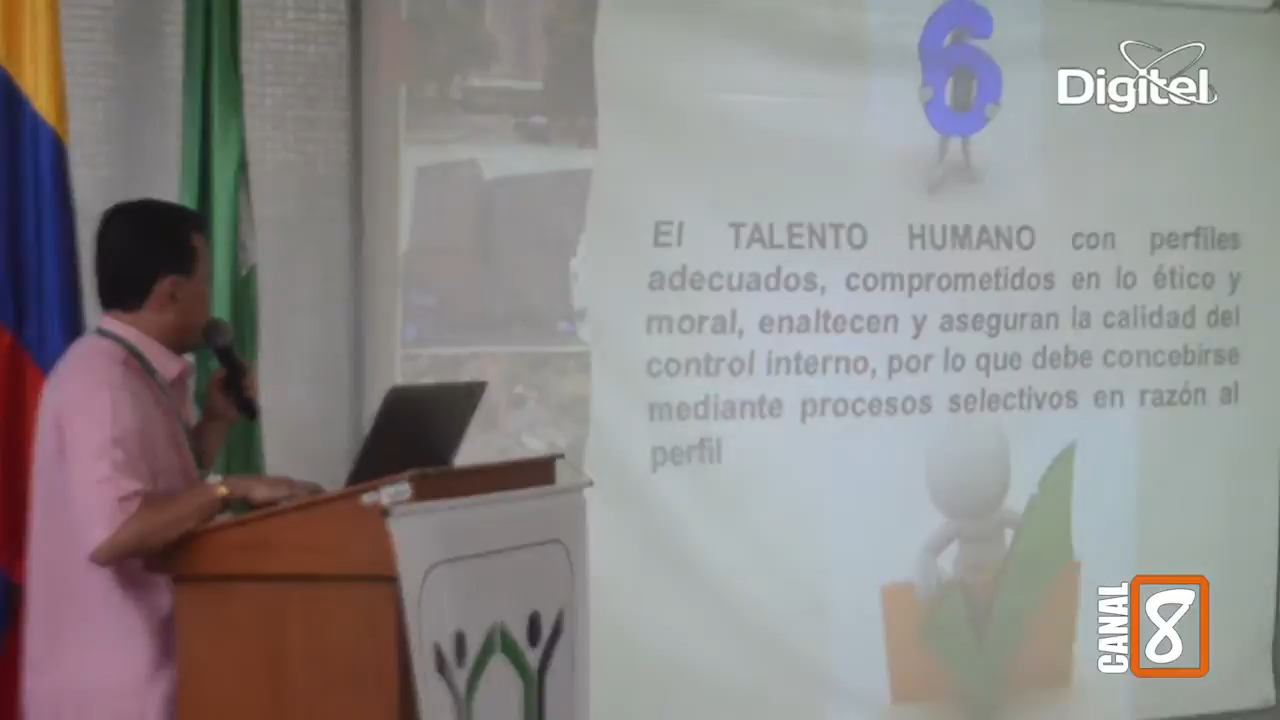 6
Digitel
El TALENTO HUMANO con perfiles
adecuados, comprometidos en lo ético y
moral, enaltecen y aseguran la calidad del
control interno, por lo que debe concebirse
mediante procesos selectivos en razón al
perfil
CANAL 8